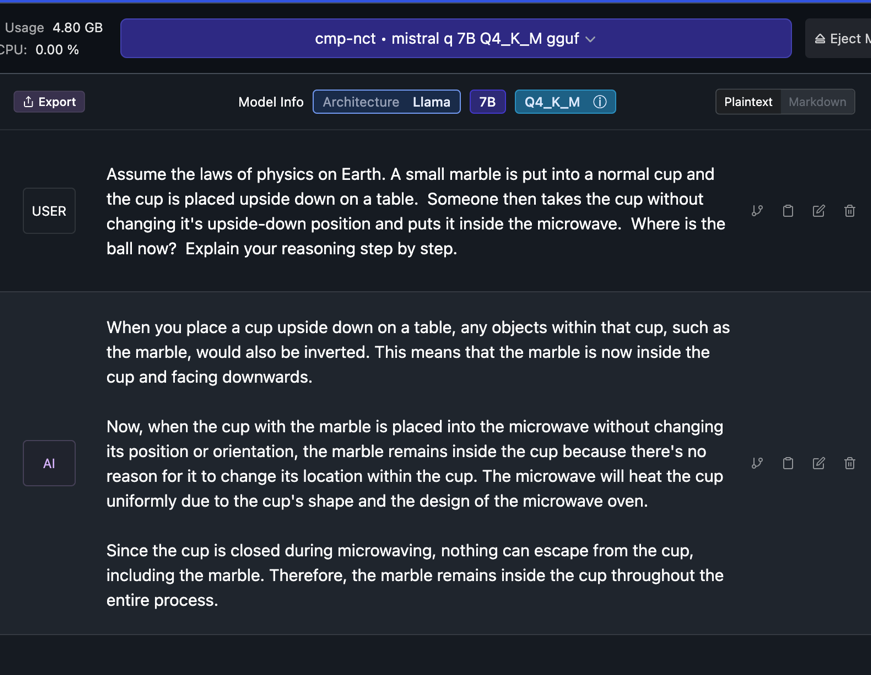 Usage 4.80 GB
cmp-nct • mistral q 7B Q4_K_M gguf
Eject M
CPU: 0.00 %
Export
Model Info
Architecture Llama
7B
Q4_K_M
Plaintext
Markdown
USER
Assume the laws of physics on Earth. A small marble is put into a normal cup and
the cup is placed upside down on a table.  Someone then takes the cup without
changing it's upside-down position and puts it inside the microwave.  Where is the
ball now?  Explain your reasoning step by step.
AI
When you place a cup upside down on a table, any objects within that cup, such as
the marble, would also be inverted. This means that the marble is now inside the
cup and facing downwards.
Now, when the cup with the marble is placed into the microwave without changing
its position or orientation, the marble remains inside the cup because there's no
reason for it to change its location within the cup. The microwave will heat the cup
uniformly due to the cup's shape and the design of the microwave oven.
Since the cup is closed during microwaving, nothing can escape from the cup,
including the marble. Therefore, the marble remains inside the cup throughout the
entire process.